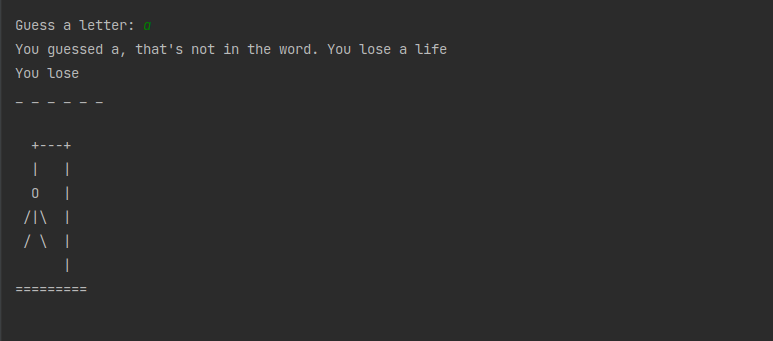 Guess a letter: a
You guessed a, that's not in the word. You lose a life
You lose
_ _ _ _ _ _
  +---+
  |   |
  O   |
 /|\  |
 / \  |
      |
=========